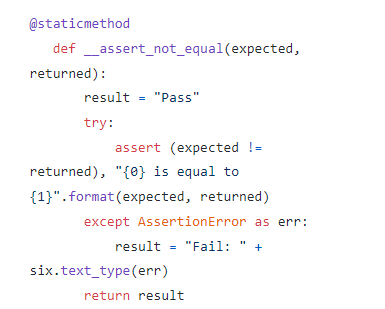 @staticmethod
   def __assert_not_equal(expected,
returned):
       result = "Pass"
       try:
           assert (expected !=
returned), "{0} is equal to
{1}".format(expected, returned)
       except AssertionError as err:
           result = "Fail: " +
six.text_type(err)
       return result